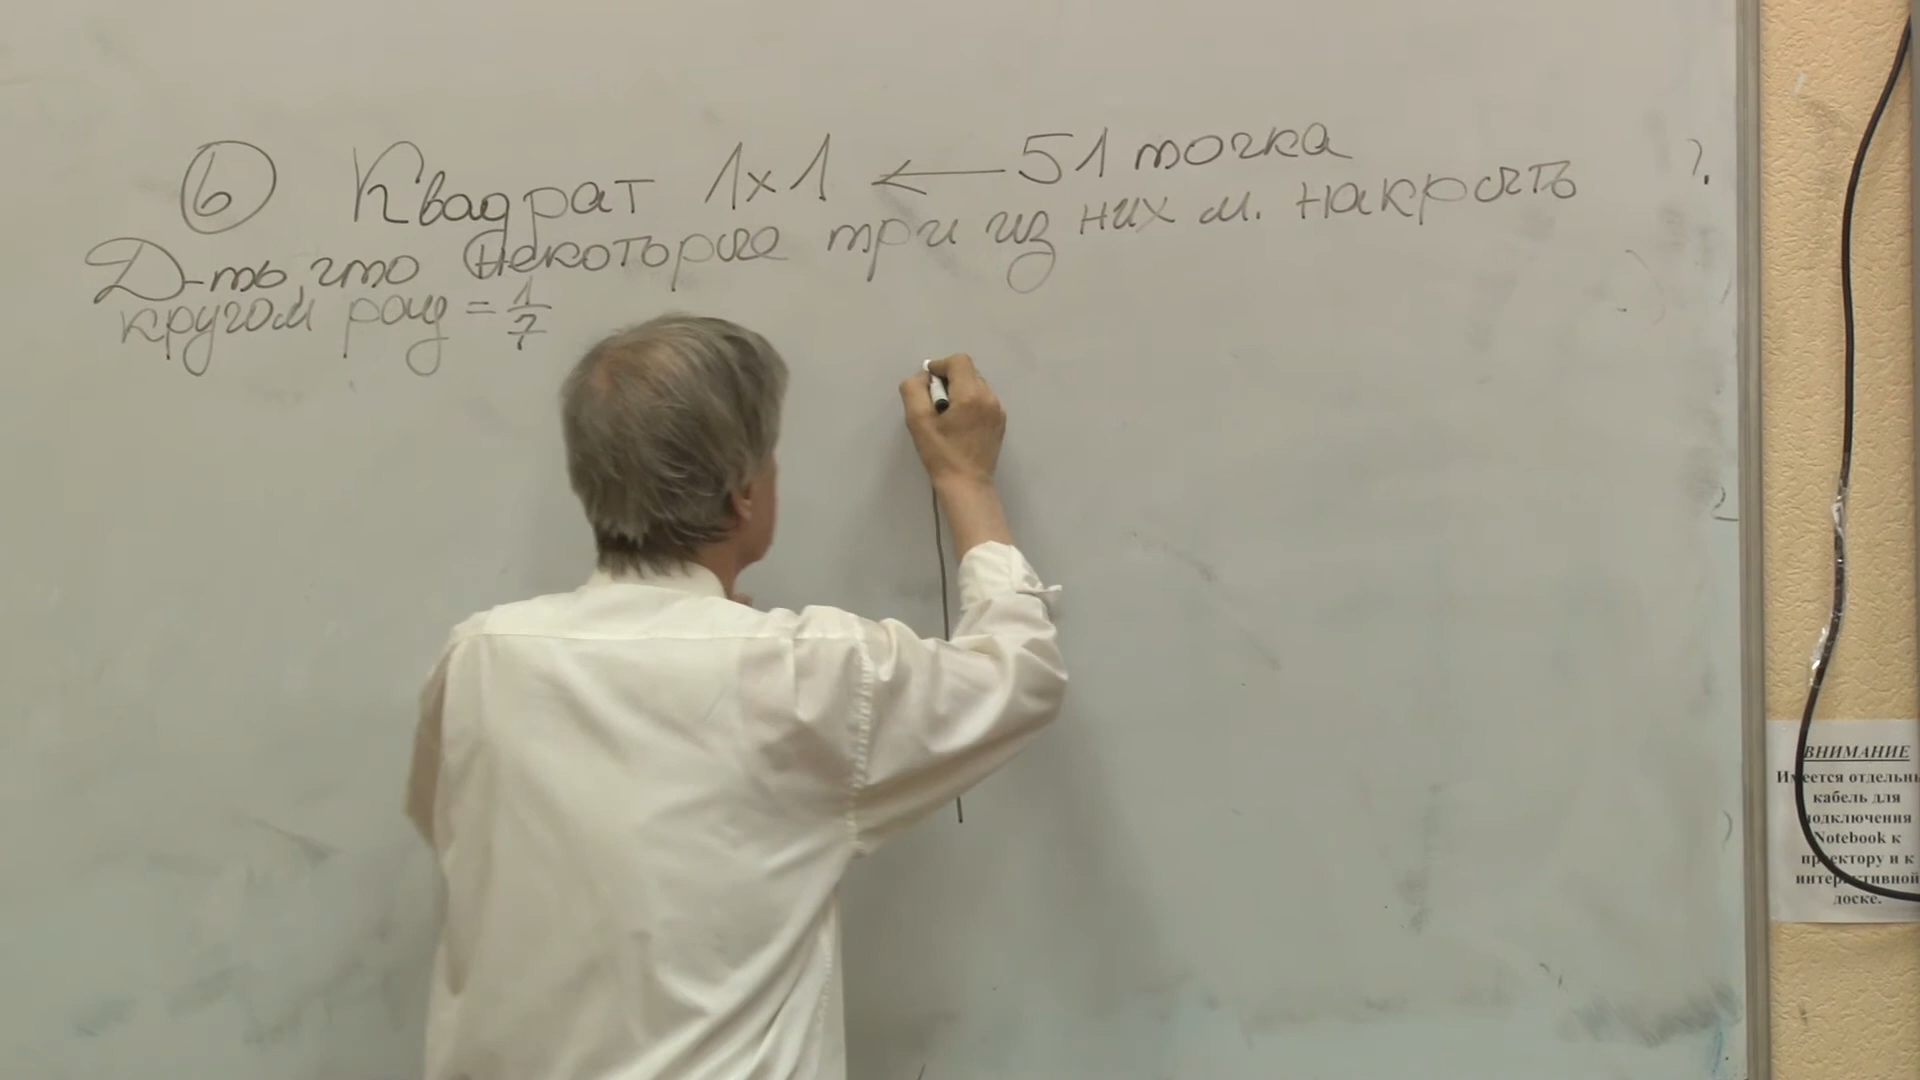 6 Квадрат 1×1 ← 51 точка
Д-ть, что некоторые три из них м. накрыть
кругом рад = 1/7
ВНИМАНИЕ
Имеется отдельны
кабель для
подключения
Notebook к
проектору и к
интерактивной
доске.